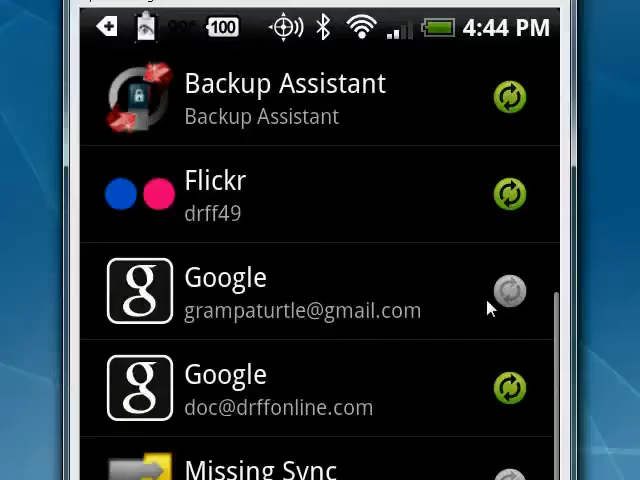 99° 100 4:44 PM
Backup Assistant
Backup Assistant
Flickr
drff49
g Google
grampaturtle@gmail.com
g Google
doc@drffonline.com
Missing Sync